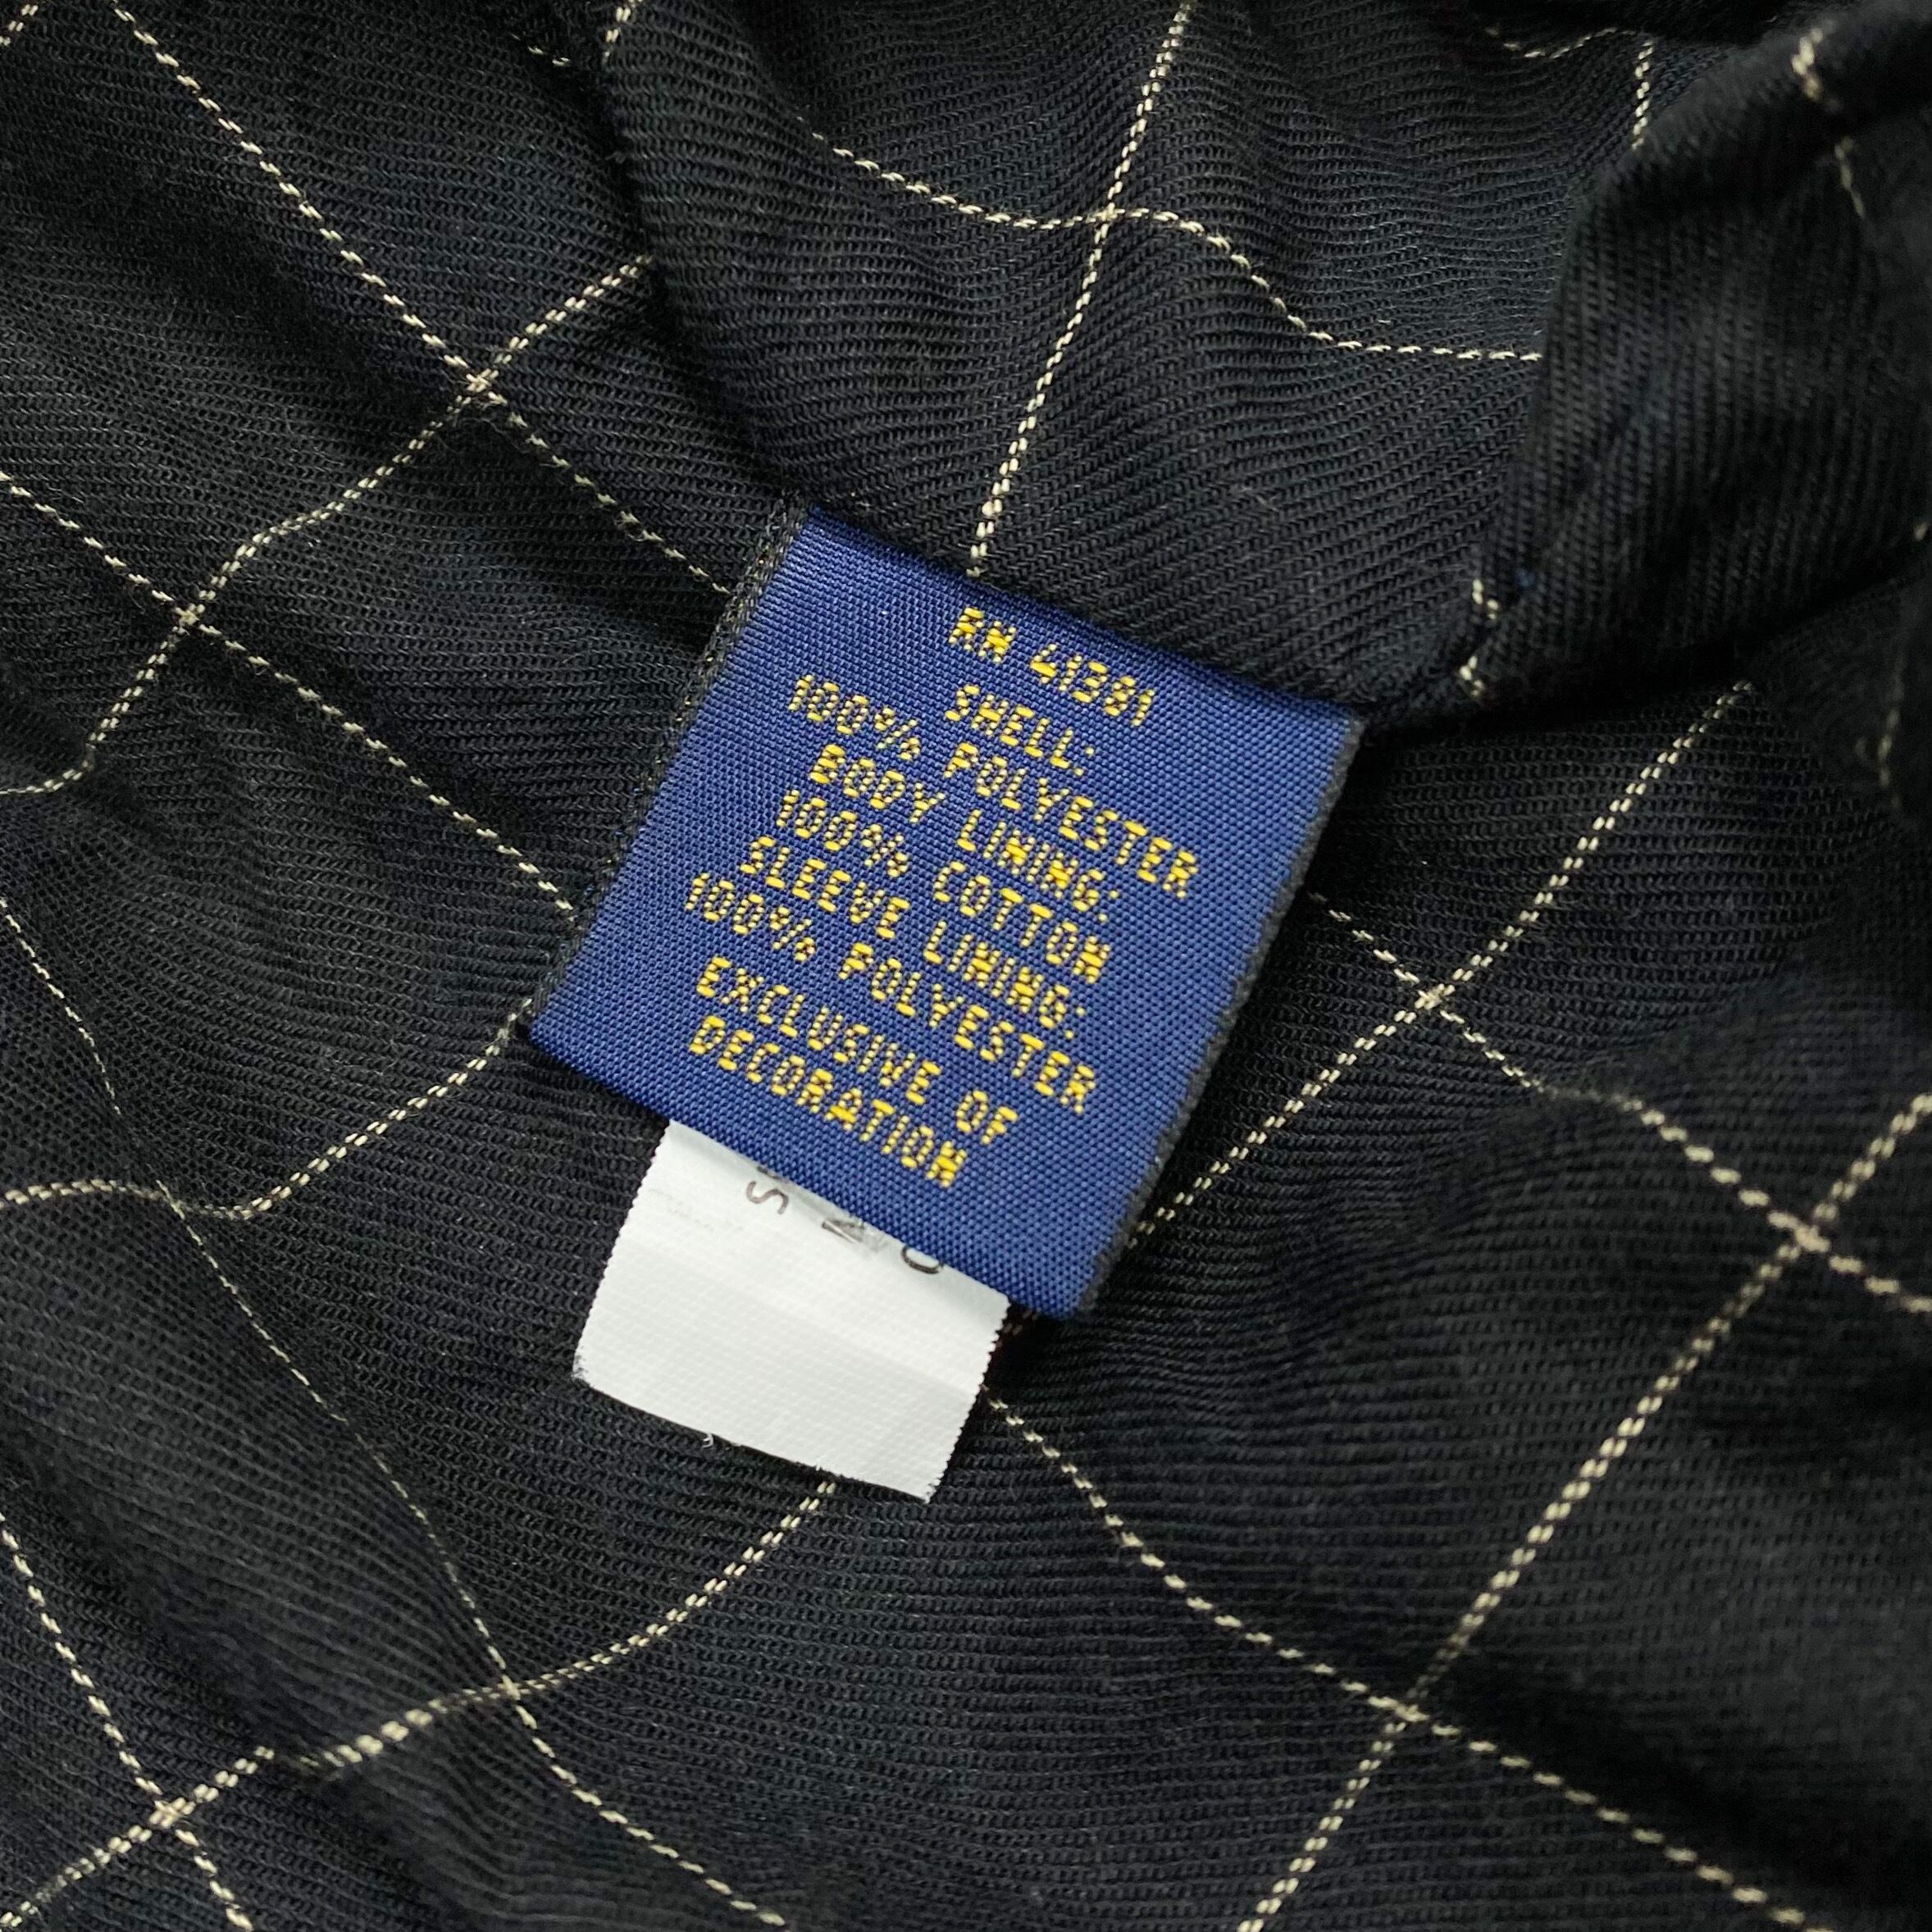 RN 41381
SHELL:
100% POLYESTER
BODY LINING:
100% COTTON
SLEEVE LINING:
100% POLYESTER
EXCLUSIVE OF
DECORATION